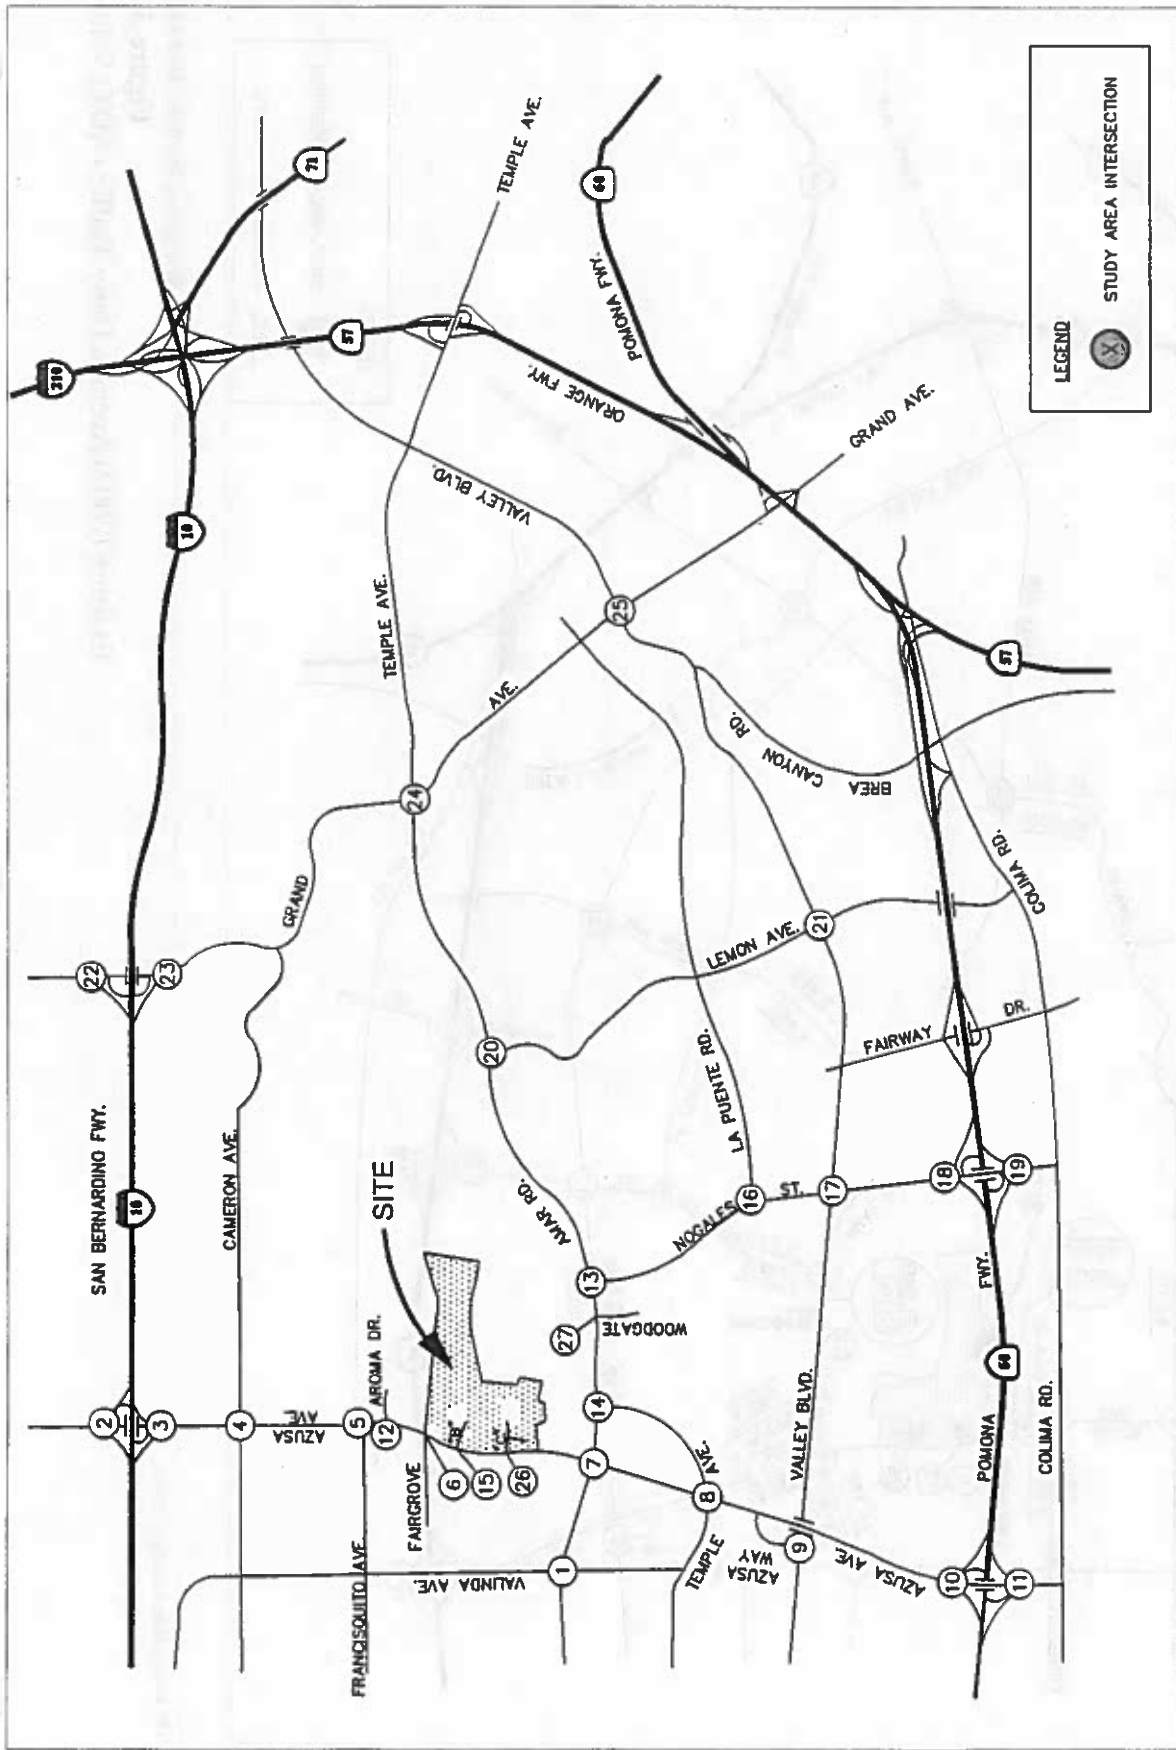 SAN BERNARDINO FWY.
10
10
210
57
71
22
23
2
3
CAMERON AVE.
4
AZUSA
AVE.
5
12
AROMA DR.
SITE
FRANCISQUITO AVE.
FAIRGROVE
6
15
26
VALINDA AVE.
1
7
14
27
WOODGATE
13
AMAR RD.
20
24
GRAND
AVE.
TEMPLE AVE.
TEMPLE AVE.
VALLEY BLVD.
ORANGE FWY.
POMONA FWY.
60
GRAND AVE.
25
BREA
CANYON
RD.
LA PUENTE RD.
LEMON AVE.
21
NOGALES
ST.
16
17
18
19
FAIRWAY
DR.
TEMPLE
AVE.
8
AZUSA
WAY
9
VALLEY BLVD.
AZUSA AVE
10
11
POMONA
FWY.
60
COLIMA RD.
COLIMA RD.
57
LEGEND
X
STUDY AREA INTERSECTION